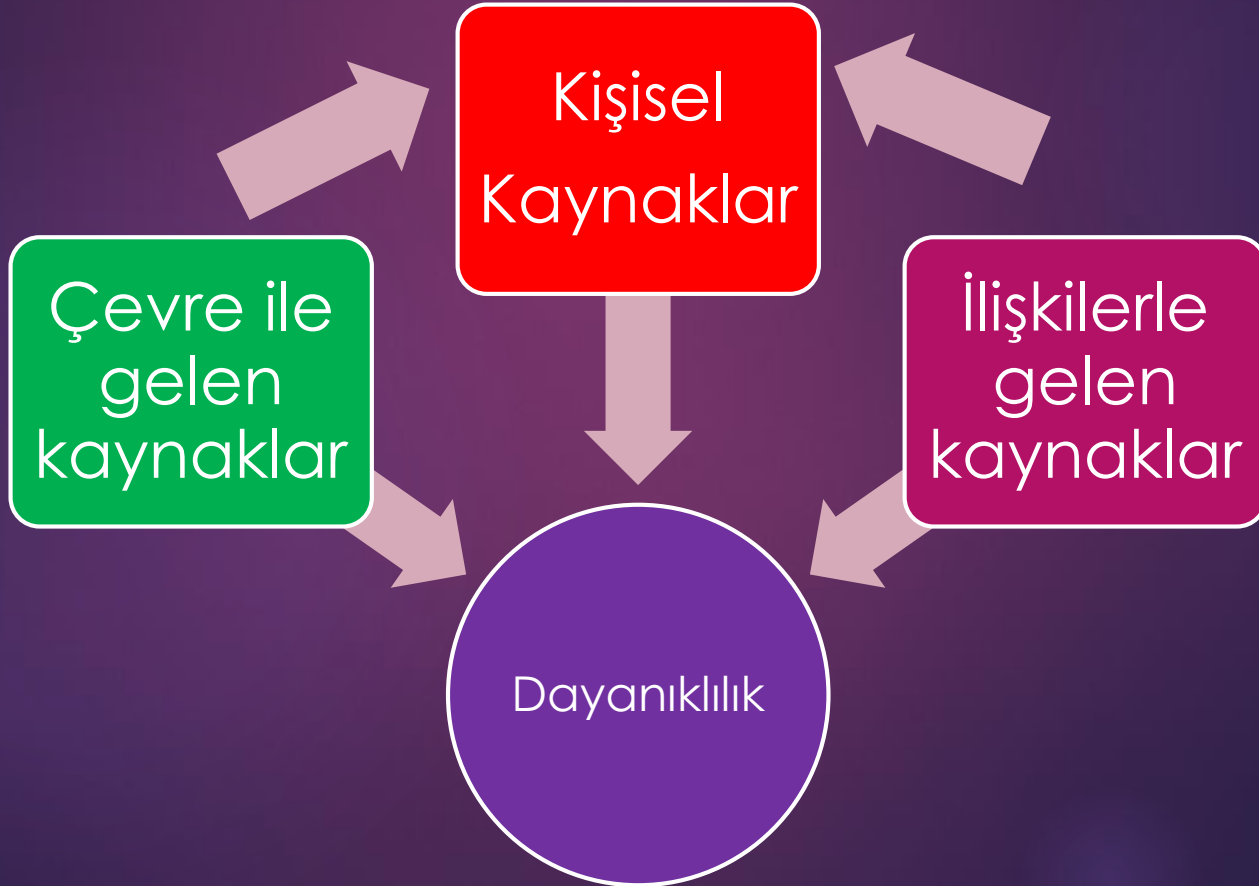 Kişisel
Kaynaklar
Çevre ile
gelen
kaynaklar
İlişkilerle
gelen
kaynaklar
Dayanıklılık